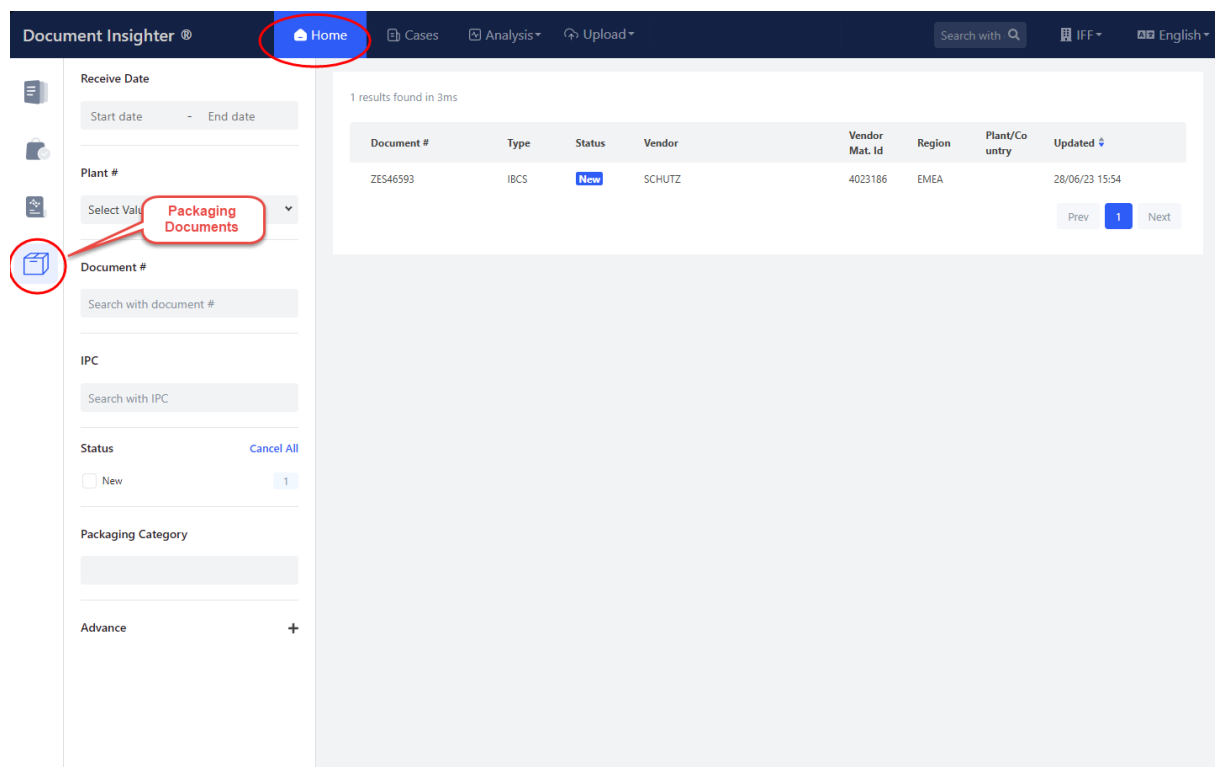 Document Insighter ®
Home
Cases
Analysis
Upload
Search with
IFF
English
Receive Date
Start date - End date
Plant #
Select Valu
Packaging
Documents
Document #
Search with document #
IPC
Search with IPC
Status Cancel All
New 1
Packaging Category
Advance +
1 results found in 3ms
Document # Type Status Vendor Vendor Mat. Id Region Plant/Co untry Updated
ZES46593 IBCS New SCHUTZ 4023186 EMEA 28/06/23 15:54
Prev 1 Next